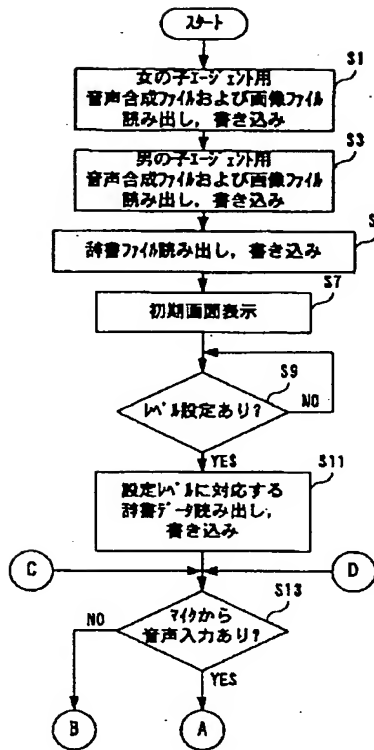 スタート
S1
女の子エージェント用
音声合成ファイルおよび画像ファイル
読み出し，書き込み
S3
男の子エージェント用
音声合成ファイルおよび画像ファイル
読み出し，書き込み
S
辞書ファイル読み出し，書き込み
S7
初期画面表示
S9
レベル設定あり？
NO
YES
S11
設定レベルに対応する
辞書データ読み出し，
書き込み
C
D
S13
マイクから
音声入力あり？
NO
YES
B
A